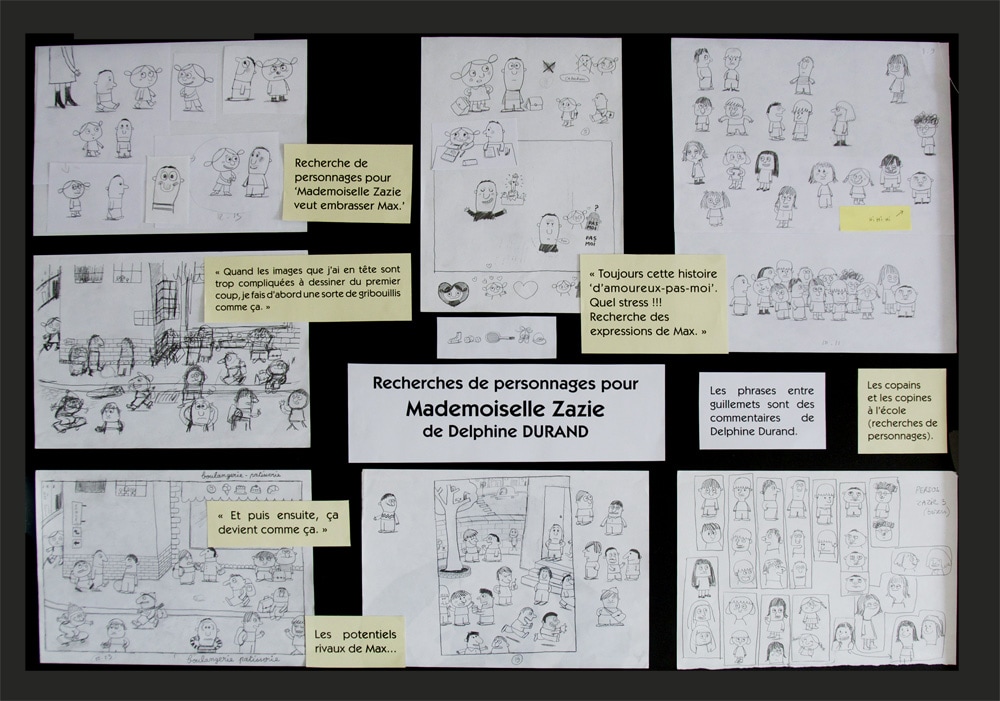 Recherche de
personnages pour
'Mademoiselle Zazie
veut embrasser Max.'
« Quand les images que j'ai en tête sont
trop compliquées à dessiner du premier
coup, je fais d'abord une sorte de gribouillis
comme ça. »
?
PAS
MOI
PAS
MOI
« Toujours cette histoire
'd'amoureux-pas-moi'.
Quel stress !!!
Recherche des
expressions de Max. »
Recherches de personnages pour
Mademoiselle Zazie
de Delphine DURAND
Les phrases entre
guillemets sont des
commentaires de
Delphine Durand.
Les copains
et les copines
à l'école
(recherches de
personnages).
boulangerie - patisserie
« Et puis ensuite, ça
devient comme ça. »
boulangerie patisserie
Les potentiels
rivaux de Max...